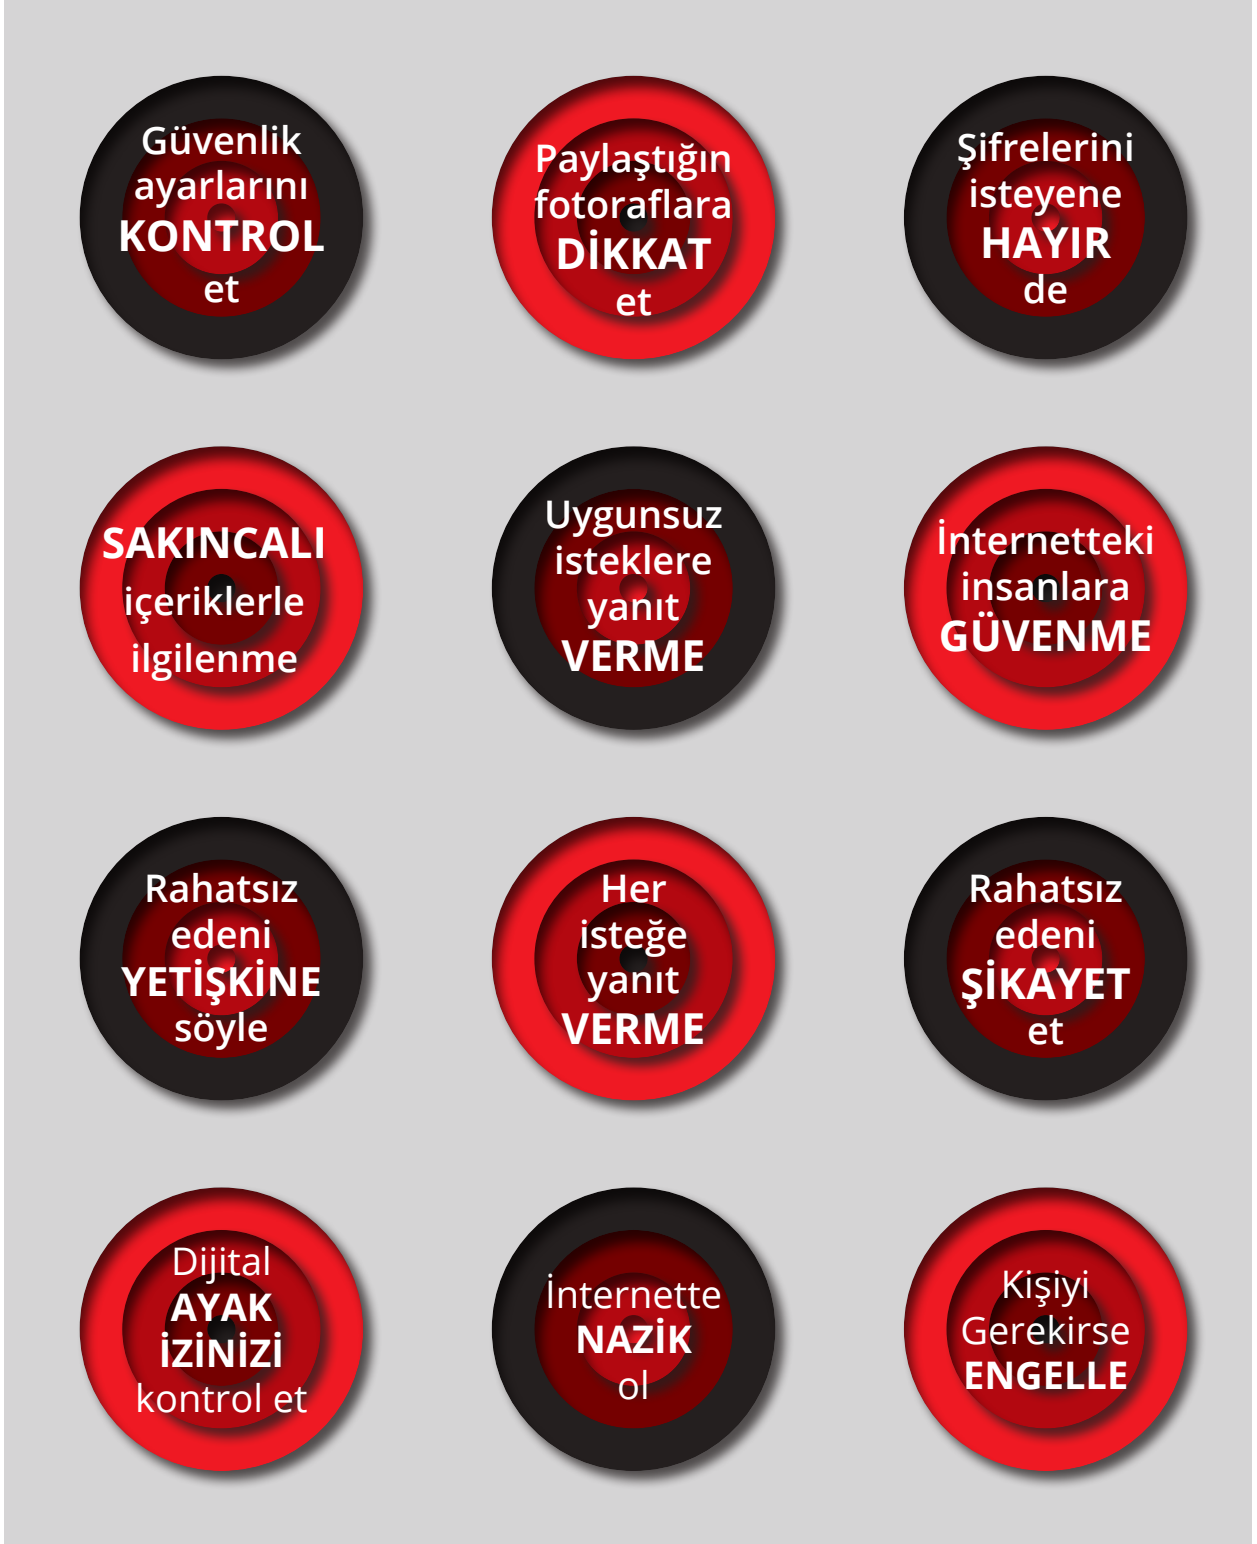 Güvenlik
ayarlarını
KONTROL
et
Paylaştığın
fotoraflara
DİKKAT
et
Şifrelerini
isteyene
HAYIR
de
SAKINCALI
içeriklerle
ilgilenme
Uygunsuz
isteklere
yanıt
VERME
İnternetteki
insanlara
GÜVENME
Rahatsız
edeni
YETİŞKİNE
söyle
Her
isteğe
yanıt
VERME
Rahatsız
edeni
ŞİKAYET
et
Dijital
AYAK
İZİNİZİ
kontrol et
İnternette
NAZİK
ol
Kişiyi
Gerekirse
ENGELLE